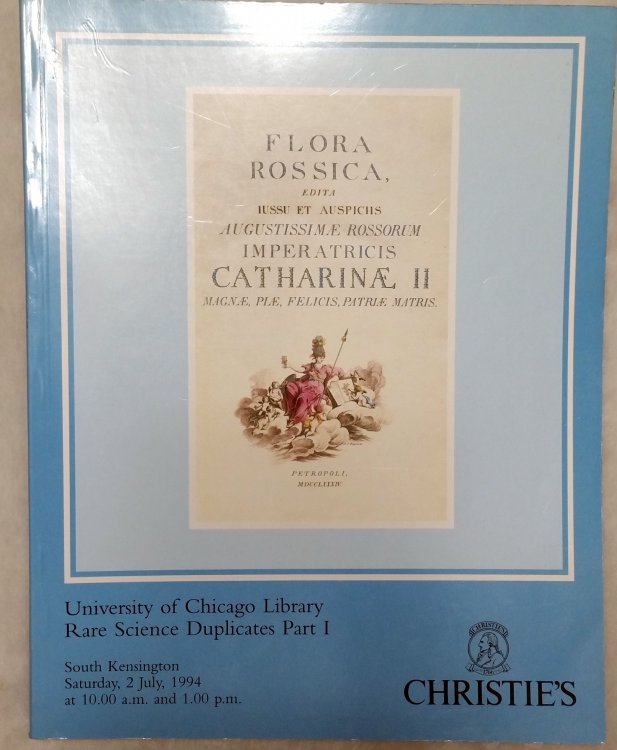 FLORA
ROSSICA,
EDITA
IUSSU ET AUSPICIIS
AUGUSTISSIMÆ ROSSORUM
IMPERATRICIS
CATHARINÆ II
MAGNÆ, PIÆ, FELICIS, PATRIÆ MATRIS.
PETROPOLI,
MDCCLXXXIV.
University of Chicago Library
Rare Science Duplicates Part I
South Kensington
Saturday, 2 July, 1994
at 10.00 a.m. and 1.00 p.m.
CHRISTIE'S